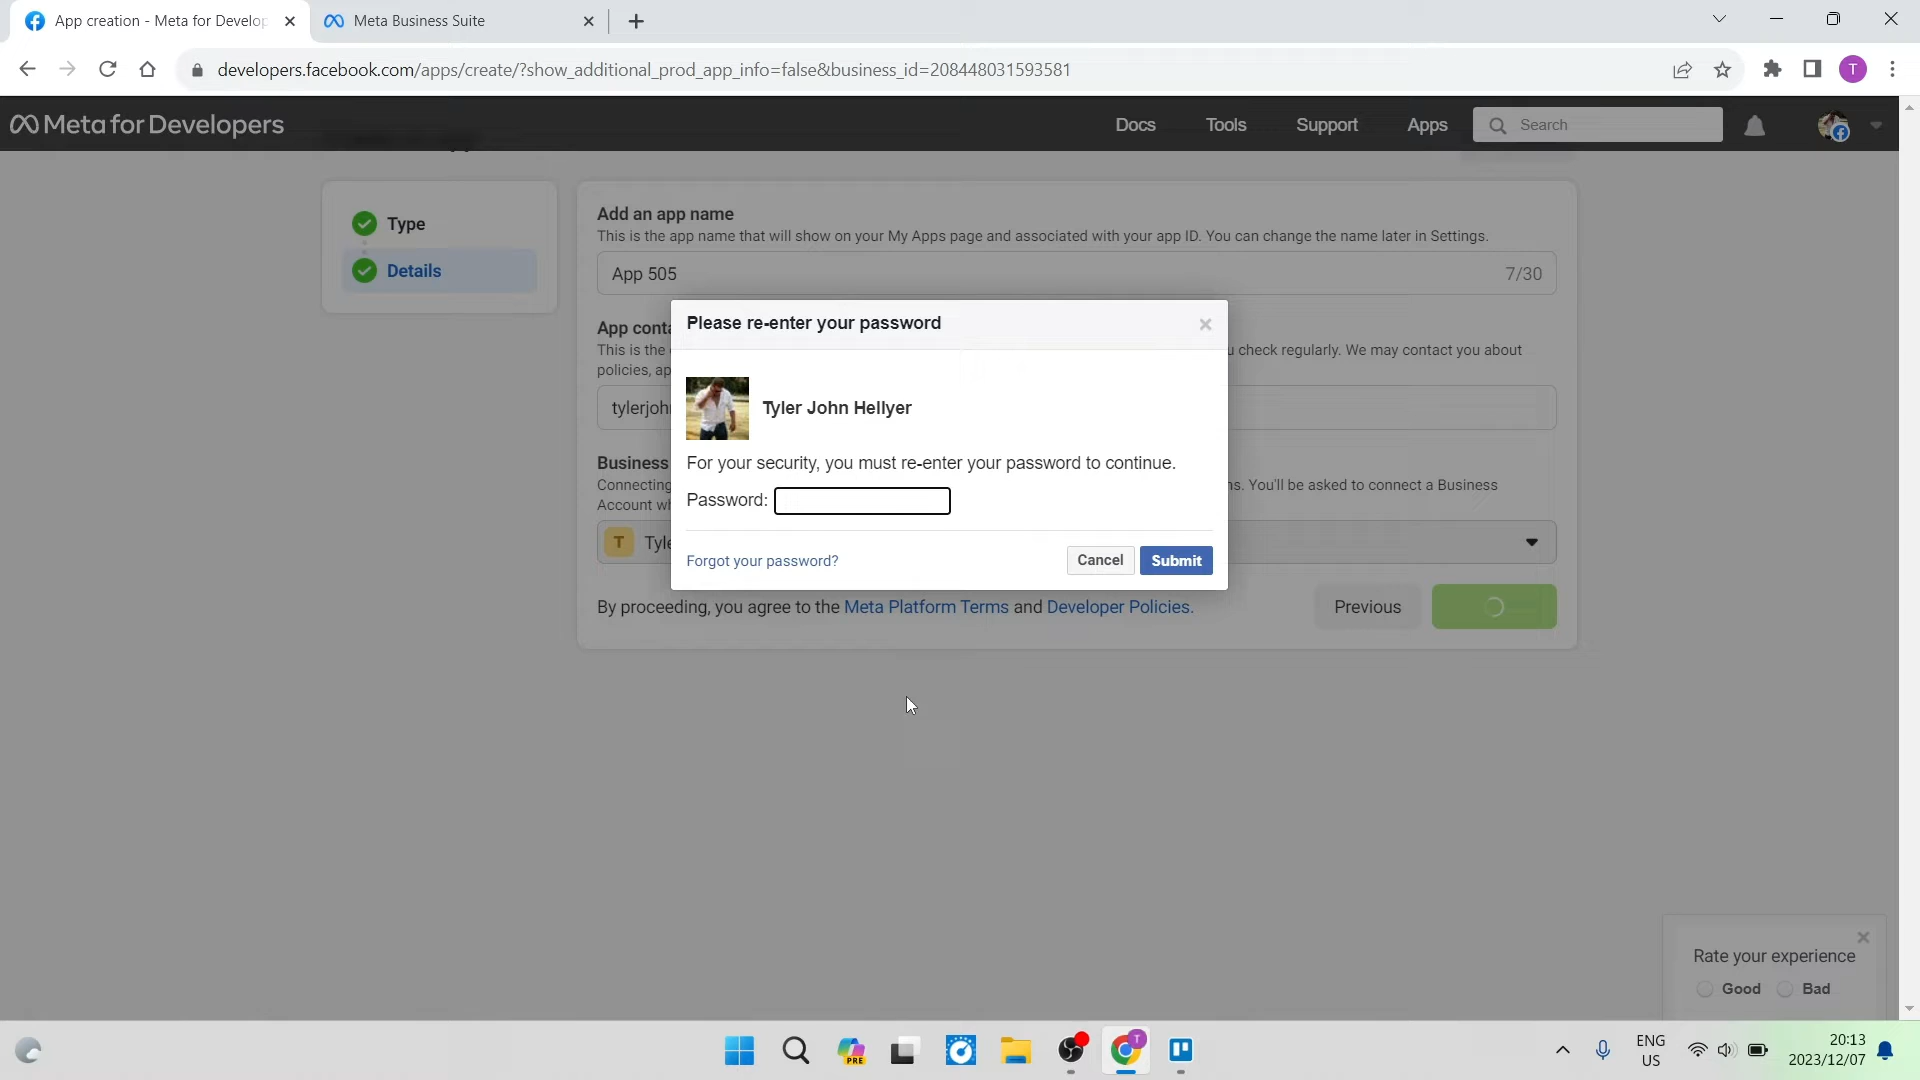 App creation - Meta for Develop
Meta Business Suite
developers.facebook.com/apps/create/?show_additional_prod_app_info=false&business_id=208448031593581
T
Meta for Developers
Docs
Tools
Support
Apps
Search
Type
Details
Add an app name
This is the app name that will show on your My Apps page and associated with your app ID. You can change the name later in Settings.
App 505
7/30
App conta
This is the
u check regularly. We may contact you about
policies, ap
tylerjohn
Business
Connecting
ns. You'll be asked to connect a Business
Account wh
T
Tyle
Please re-enter your password
Tyler John Hellyer
For your security, you must re-enter your password to continue.
Password:
Forgot your password?
Cancel
Submit
By proceeding, you agree to the Meta Platform Terms and Developer Policies.
Previous
Rate your experience
Good
Bad
PRE
T
ENG
US
20:13
2023/12/07